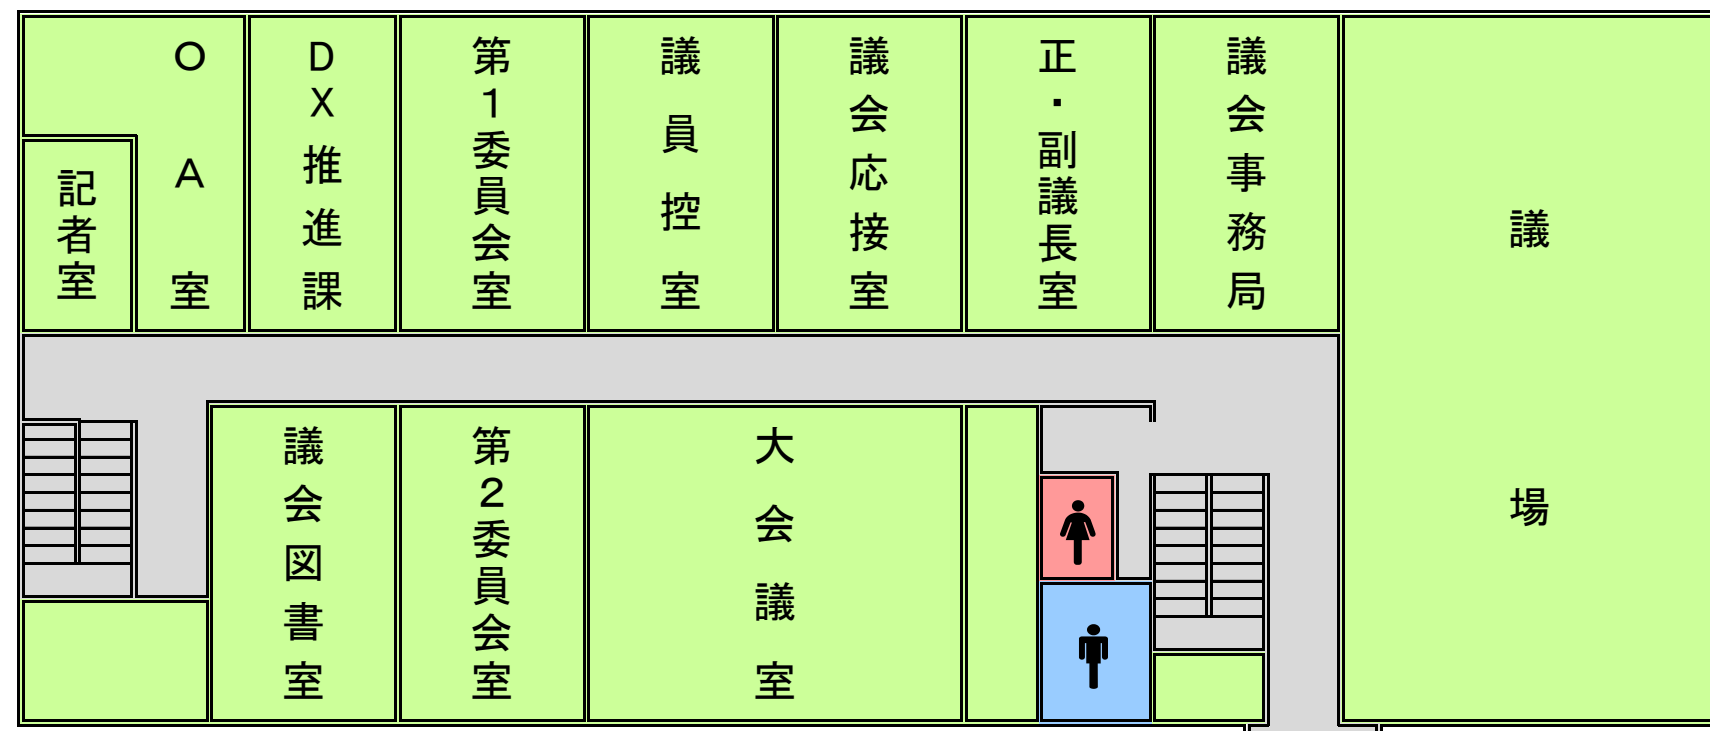 ＯＡ室
記者室
ＤＸ推進課
第１委員会室
議員控室
議会応接室
正・副議長室
議会事務局
議場
議会図書室
第２委員会室
大会議室